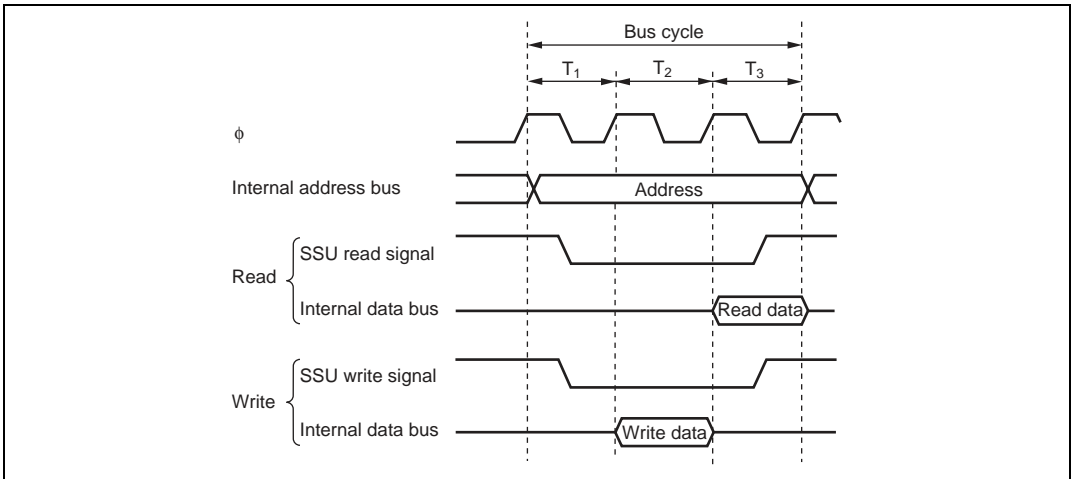 Bus cycle
T₁ T₂ T₃
φ
Internal address bus Address
SSU read signal
Read
Internal data bus Read data
SSU write signal
Write
Internal data bus Write data